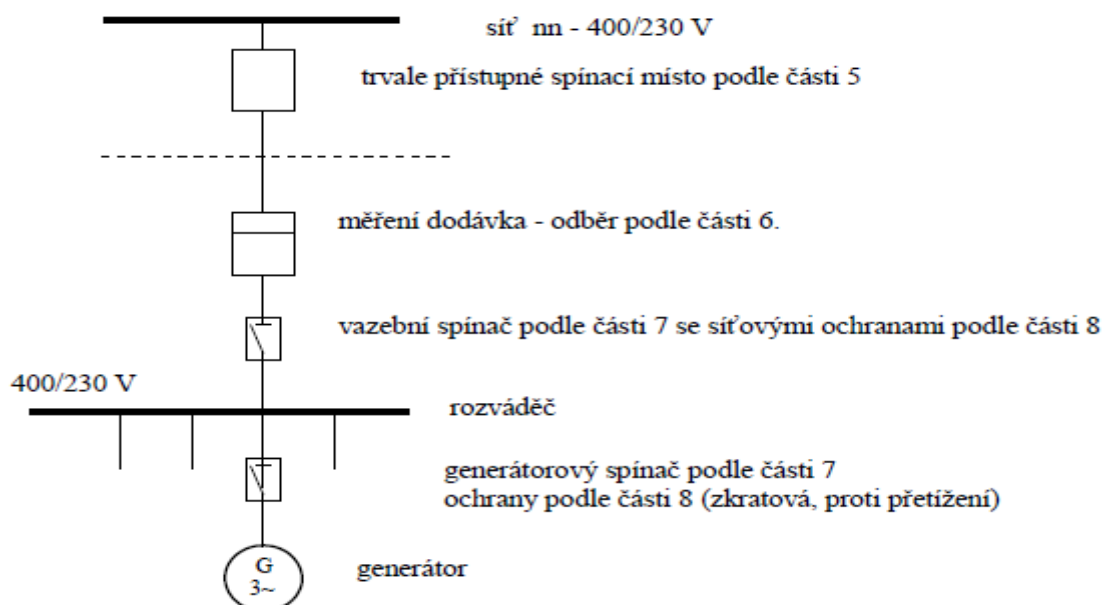 síť nn - 400/230 V
trvale přístupné spínací místo podle části 5
měření dodávka - odběr podle části 6.
vazební spínač podle části 7 se síťovými ochranami podle části 8
400/230 V
rozváděč
generátorový spínač podle části 7
ochrany podle části 8 (zkratová, proti přetížení)
G
3~
generátor